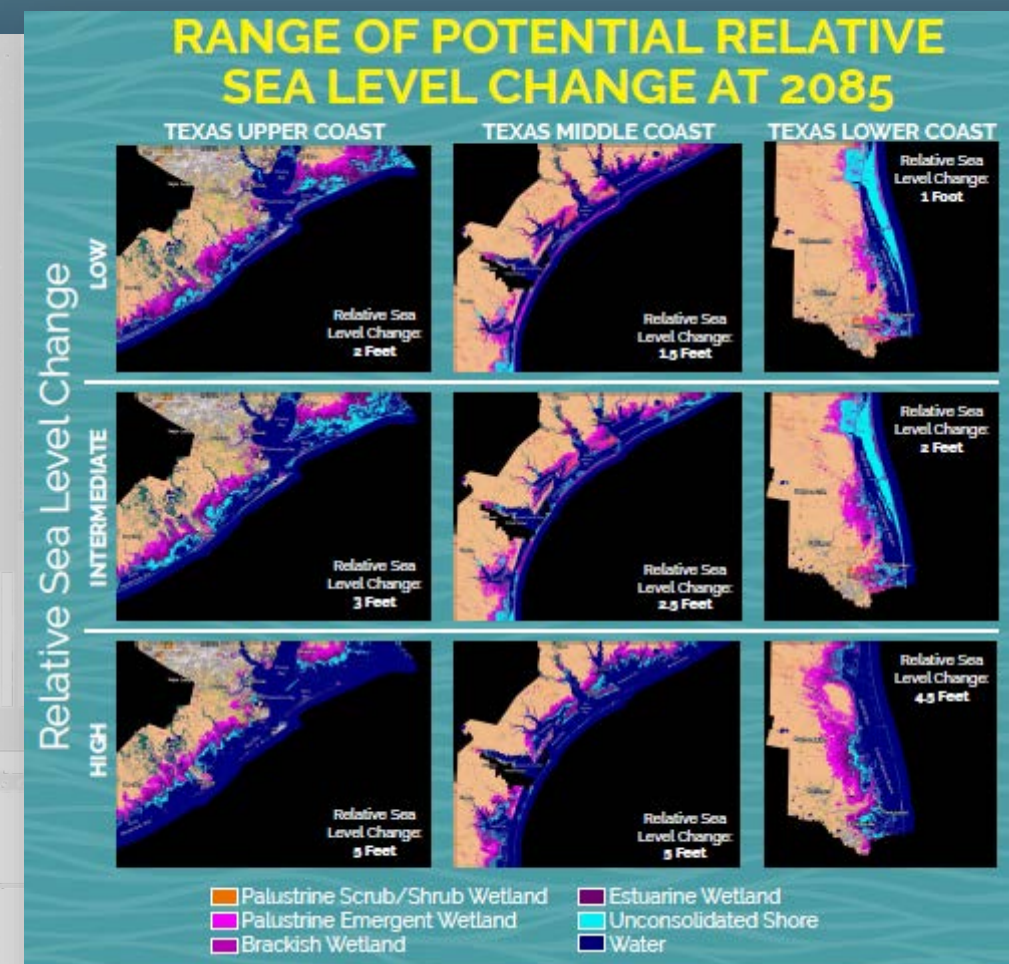 RANGE OF POTENTIAL RELATIVE
SEA LEVEL CHANGE AT 2085
TEXAS UPPER COAST
TEXAS MIDDLE COAST
TEXAS LOWER COAST
Relative Sea Level Change
LOW
Relative Sea
Level Change:
2 Feet
Relative Sea
Level Change:
1.5 Feet
Relative Sea
Level Change:
1 Foot
INTERMEDIATE
Relative Sea
Level Change:
3 Feet
Relative Sea
Level Change:
2.5 Feet
Relative Sea
Level Change:
2 Feet
HIGH
Relative Sea
Level Change:
5 Feet
Relative Sea
Level Change:
5 Feet
Relative Sea
Level Change:
4.5 Feet
Palustrine Scrub/Shrub Wetland
Palustrine Emergent Wetland
Brackish Wetland
Estuarine Wetland
Unconsolidated Shore
Water